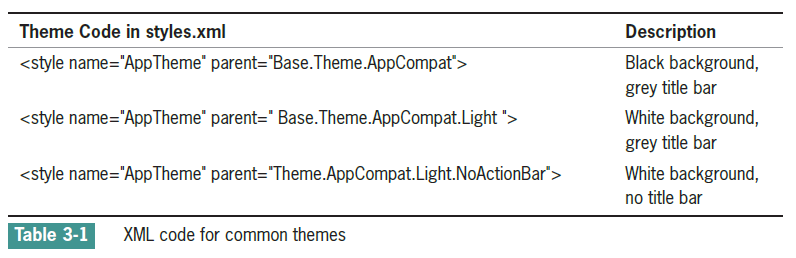 Theme Code in styles.xml Description
<style name="AppTheme" parent="Base.Theme.AppCompat"> Black background,
grey title bar
<style name="AppTheme" parent=" Base.Theme.AppCompat.Light "> White background,
grey title bar
<style name="AppTheme" parent="Theme.AppCompat.Light.NoActionBar"> White background,
no title bar
Table 3-1 XML code for common themes